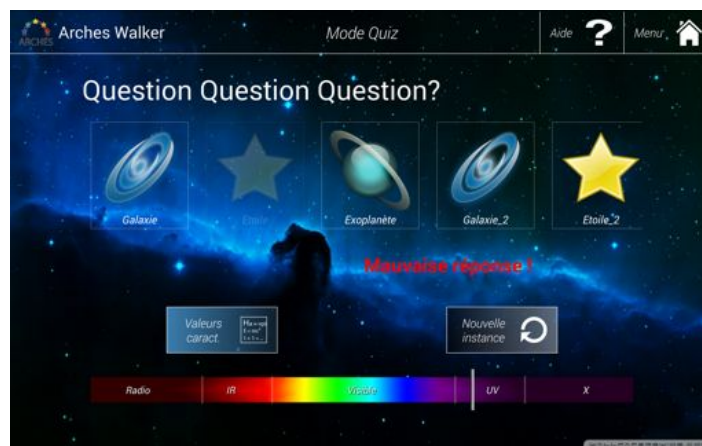 ARCHES
Arches Walker
Mode Quiz
Aide ?
Menu
Question Question Question?
Galaxie
Etoile
Exoplanète
Galaxie_2
Etoile_2
Mauvaise réponse !
Valeurs
caract.
Nouvelle
instance
Radio
IR
Visible
UV
X